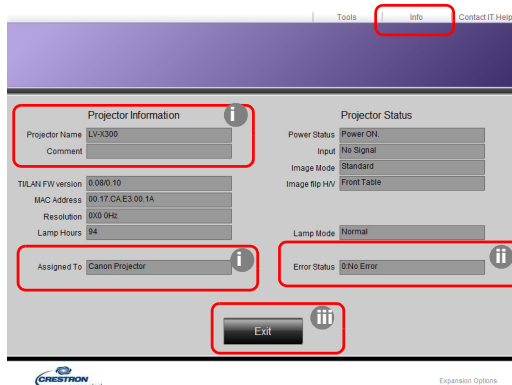 Tools Info Contact IT Help
Projector Information i Projector Status
Projector Name LV-X300 Power Status Power ON.
Comment Input No Signal
Image Mode Standard
TI/LAN FW version 0.08/0.10 Image flip H/V Front Table
MAC Address 00.17.CA.E3.00.1A
Resolution 0X0 0Hz
Lamp Hours 94 Lamp Mode Normal
Assigned To Canon Projector i Error Status 0:No Error ii
Exit iii
CRESTRON
Expansion Options